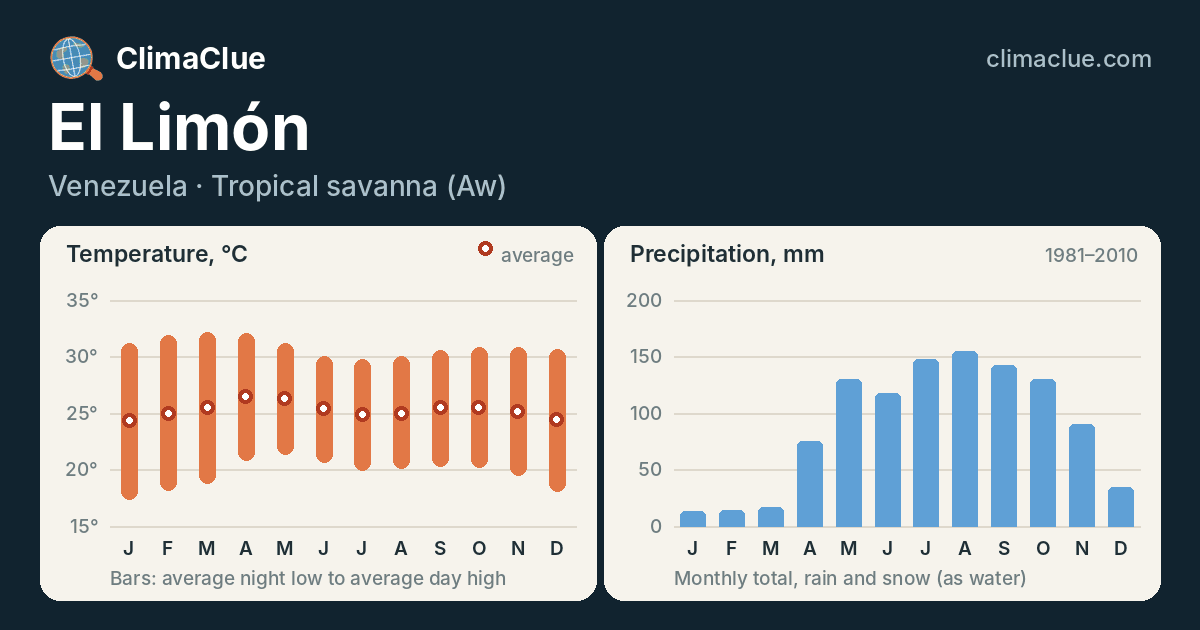 ClimaClue
climaclue.com
El Limón
Venezuela · Tropical savanna (Aw)
Temperature, °C
average
35°
30°
25°
20°
15°
J F M A M J J A S O N D
Bars: average night low to average day high
Precipitation, mm
1981–2010
200
150
100
50
0
J F M A M J J A S O N D
Monthly total, rain and snow (as water)